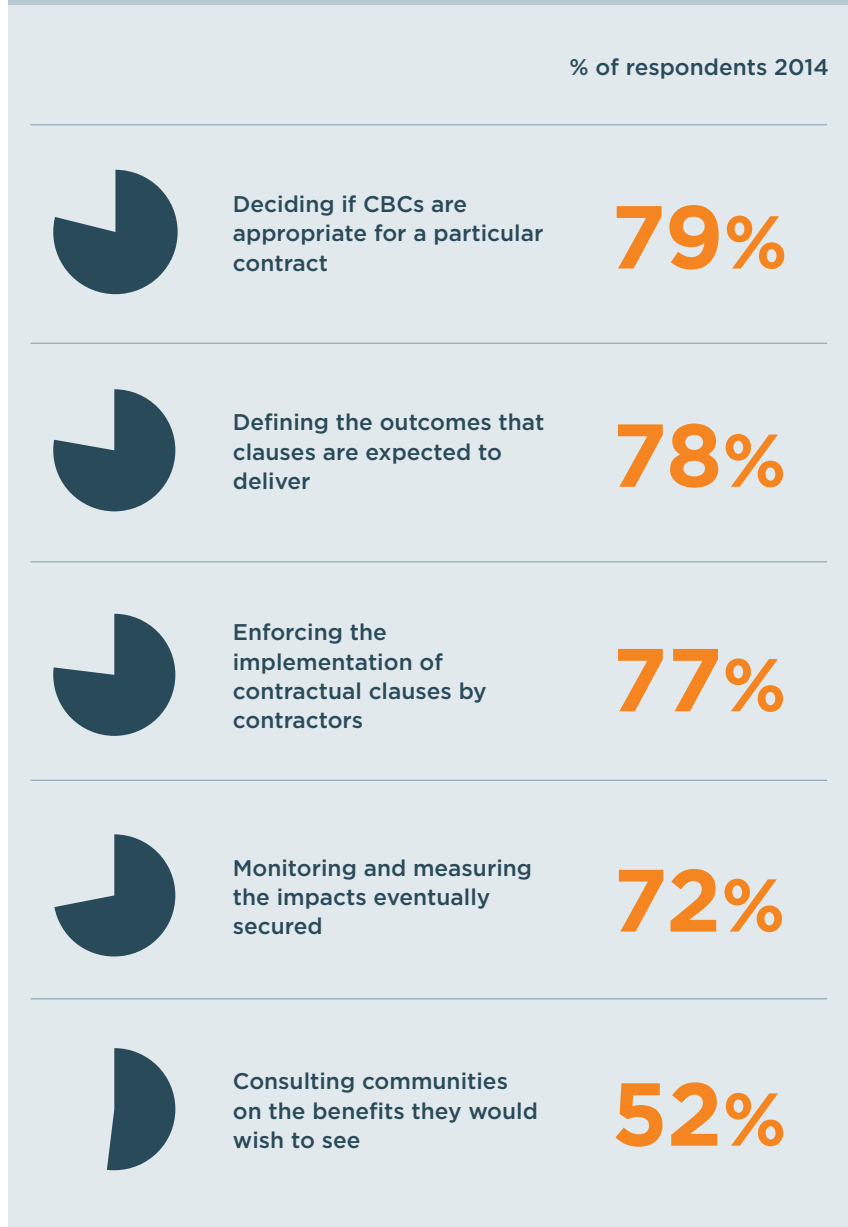 % of respondents 2014
Deciding if CBCs are
appropriate for a particular
contract
79%
Defining the outcomes that
clauses are expected to
deliver
78%
Enforcing the
implementation of
contractual clauses by
contractors
77%
Monitoring and measuring
the impacts eventually
secured
72%
Consulting communities
on the benefits they would
wish to see
52%